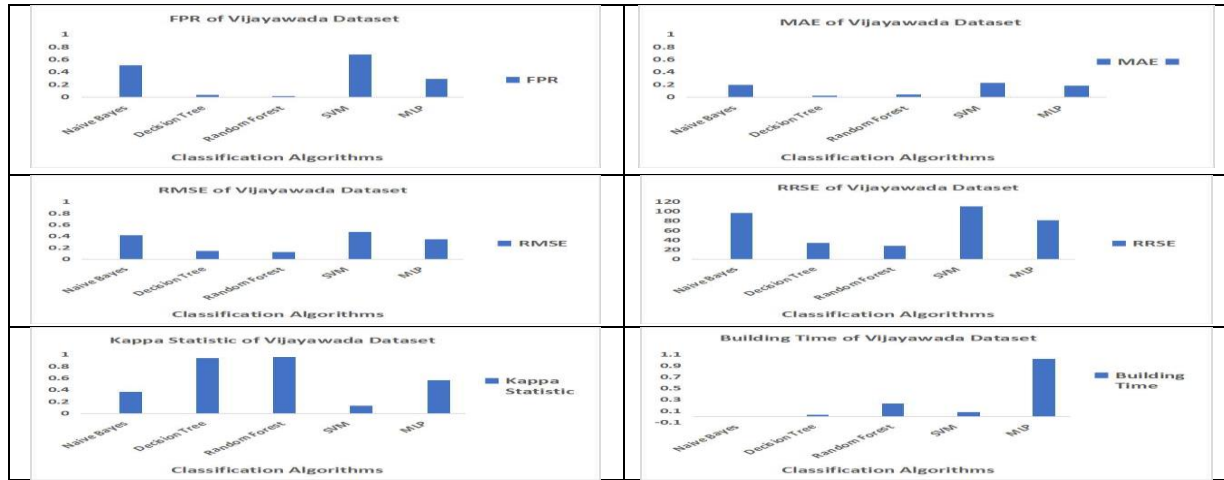 FPR of Vijayawada Dataset
1
0.8
0.6
0.4
0.2
0
FPR
Naive Bayes
Decision Tree
Random Forest
SVM
MLP
Classification Algorithms
MAE of Vijayawada Dataset
1
0.8
0.6
0.4
0.2
0
MAE
Naive Bayes
Decision Tree
Random Forest
SVM
MLP
Classification Algorithms
RMSE of Vijayawada Dataset
1
0.8
0.6
0.4
0.2
0
RMSE
Naive Bayes
Decision Tree
Random Forest
SVM
MLP
Classification Algorithms
RRSE of Vijayawada Dataset
120
100
80
60
40
20
0
RRSE
Naive Bayes
Decision Tree
Random Forest
SVM
MLP
Classification Algorithms
Kappa Statistic of Vijayawada Dataset
1
0.8
0.6
0.4
0.2
0
Kappa
Statistic
Naive Bayes
Decision Tree
Random Forest
SVM
MLP
Classification Algorithms
Building Time of Vijayawada Dataset
1.1
0.9
0.7
0.5
0.3
0.1
-0.1
Building
Time
Naive Bayes
Decision Tree
Random Forest
SVM
MLP
Classification Algorithms